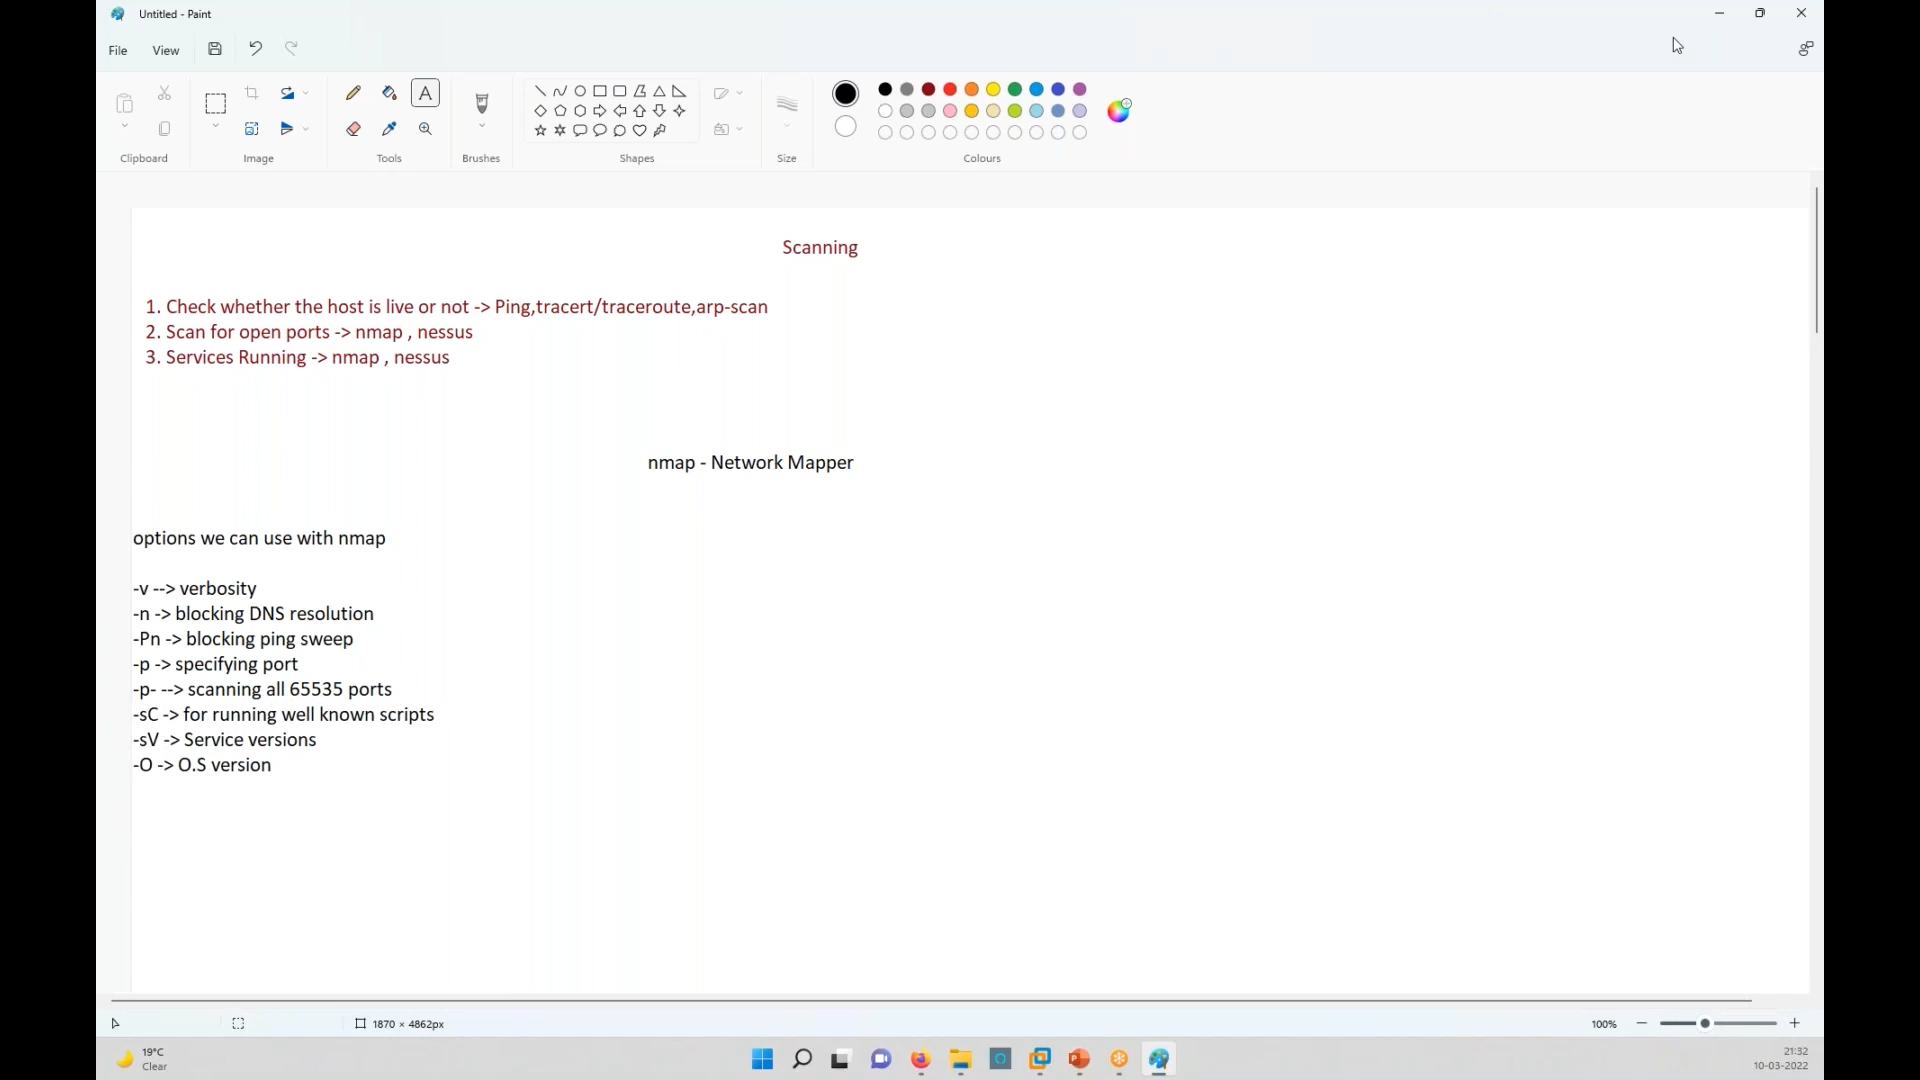 Untitled - Paint
File View
Clipboard Image Tools Brushes Shapes Size Colours
Scanning
1. Check whether the host is live or not -> Ping,tracert/traceroute,arp-scan
2. Scan for open ports -> nmap , nessus
3. Services Running -> nmap , nessus
nmap - Network Mapper
options we can use with nmap
-v --> verbosity
-n -> blocking DNS resolution
-Pn -> blocking ping sweep
-p -> specifying port
-p- --> scanning all 65535 ports
-sC -> for running well known scripts
-sV -> Service versions
-O -> O.S version
1870 × 4862px 100%
19°C 21:32
Clear 10-03-2022